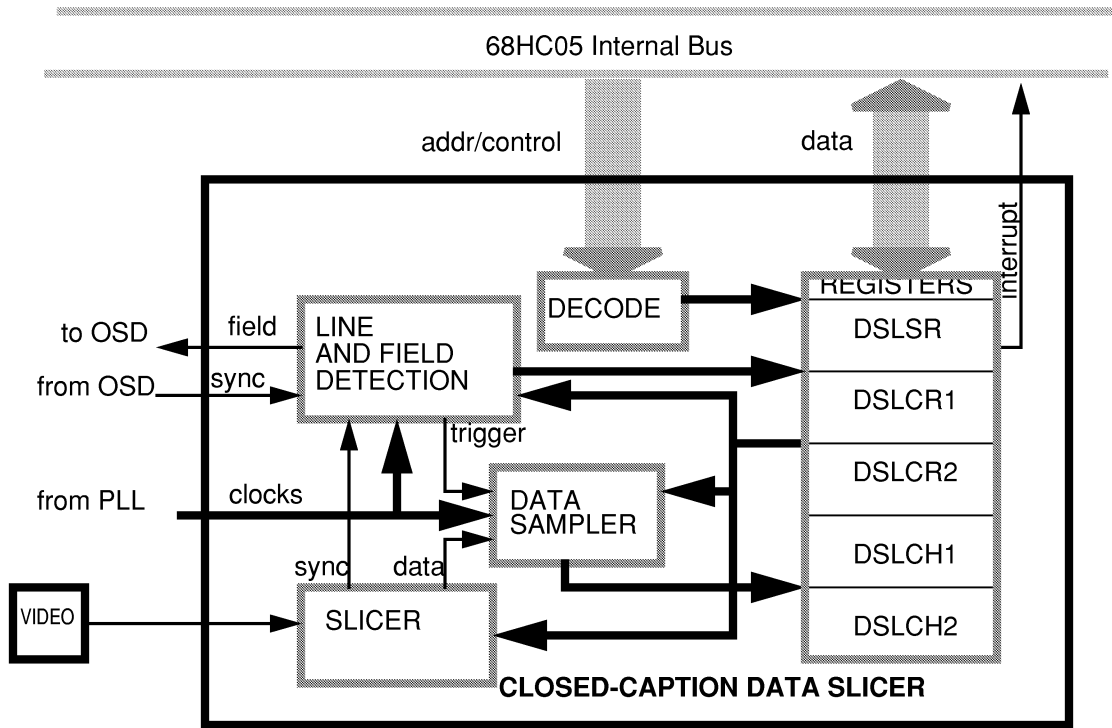 68HC05 Internal Bus
addr/control
data
interrupt
REGISTERS
DECODE
DSLSR
field
to OSD
LINE
AND FIELD
DETECTION
from OSD
sync
DSLCR1
trigger
DSLCR2
from PLL
clocks
DATA
SAMPLER
DSLCH1
sync
data
VIDEO
SLICER
DSLCH2
CLOSED-CAPTION DATA SLICER